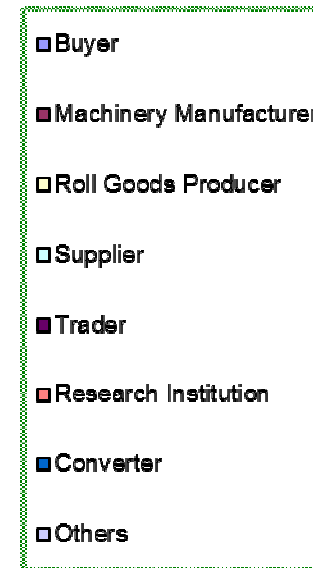 Buyer
Machinery Manufacturer
Roll Goods Producer
Supplier
Trader
Research Institution
Converter
Others